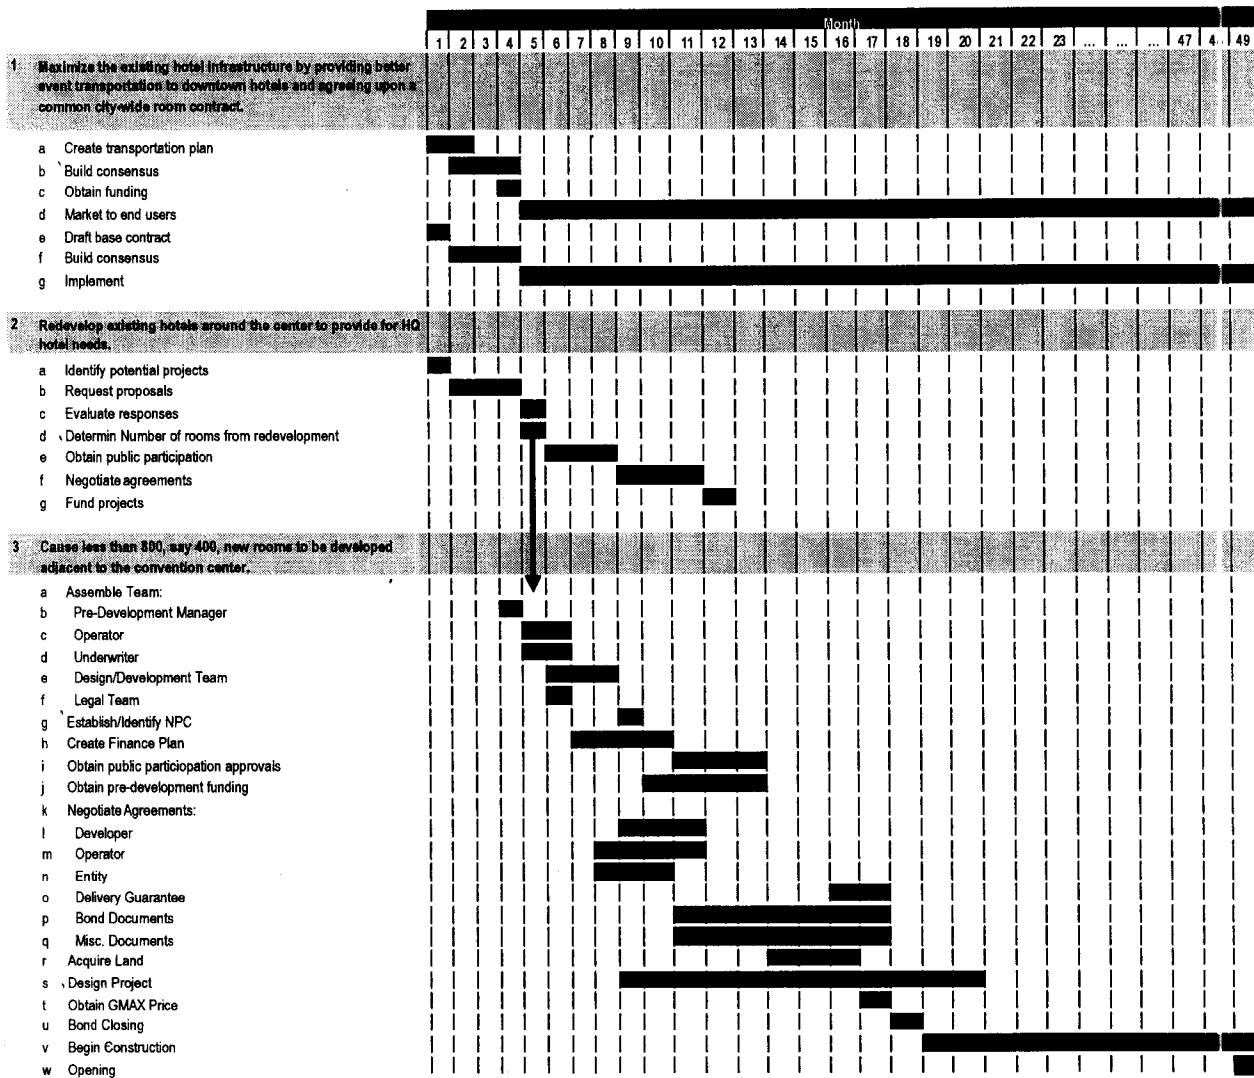 Month
1 2 3 4 5 6 7 8 9 10 11 12 13 14 15 16 17 18 19 20 21 22 23 ... ... ... 47 4 49
1 Maximize the existing hotel infrastructure by providing better
event transportation to downtown hotels and agreeing upon a
common city-wide room contract.
a Create transportation plan
b Build consensus
c Obtain funding
d Market to end users
e Draft base contract
f Build consensus
g Implement
2 Redevelop existing hotels around the center to provide for HQ
hotel needs.
a Identify potential projects
b Request proposals
c Evaluate responses
d Determin Number of rooms from redevelopment
e Obtain public participation
f Negotiate agreements
g Fund projects
3 Cause less than 800, say 400, new rooms to be developed
adjacent to the convention center.
a Assemble Team:
b Pre-Development Manager
c Operator
d Underwriter
e Design/Development Team
f Legal Team
g Establish/Identify NPC
h Create Finance Plan
i Obtain public particiopation approvals
j Obtain pre-development funding
k Negotiate Agreements:
l Developer
m Operator
n Entity
o Delivery Guarantee
p Bond Documents
q Misc. Documents
r Acquire Land
s Design Project
t Obtain GMAX Price
u Bond Closing
v Begin Construction
w Opening